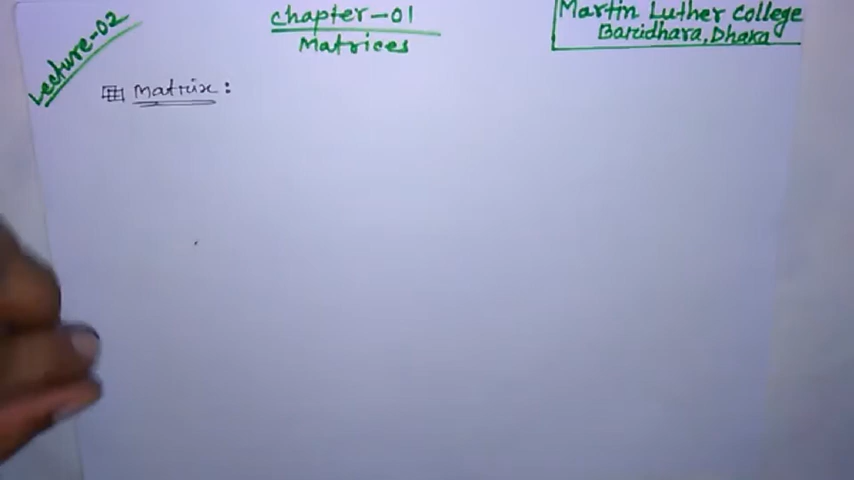 Lecture-02
chapter-01
Matrices
Martin Luther College
Baridhara, Dhaka
Matrix: